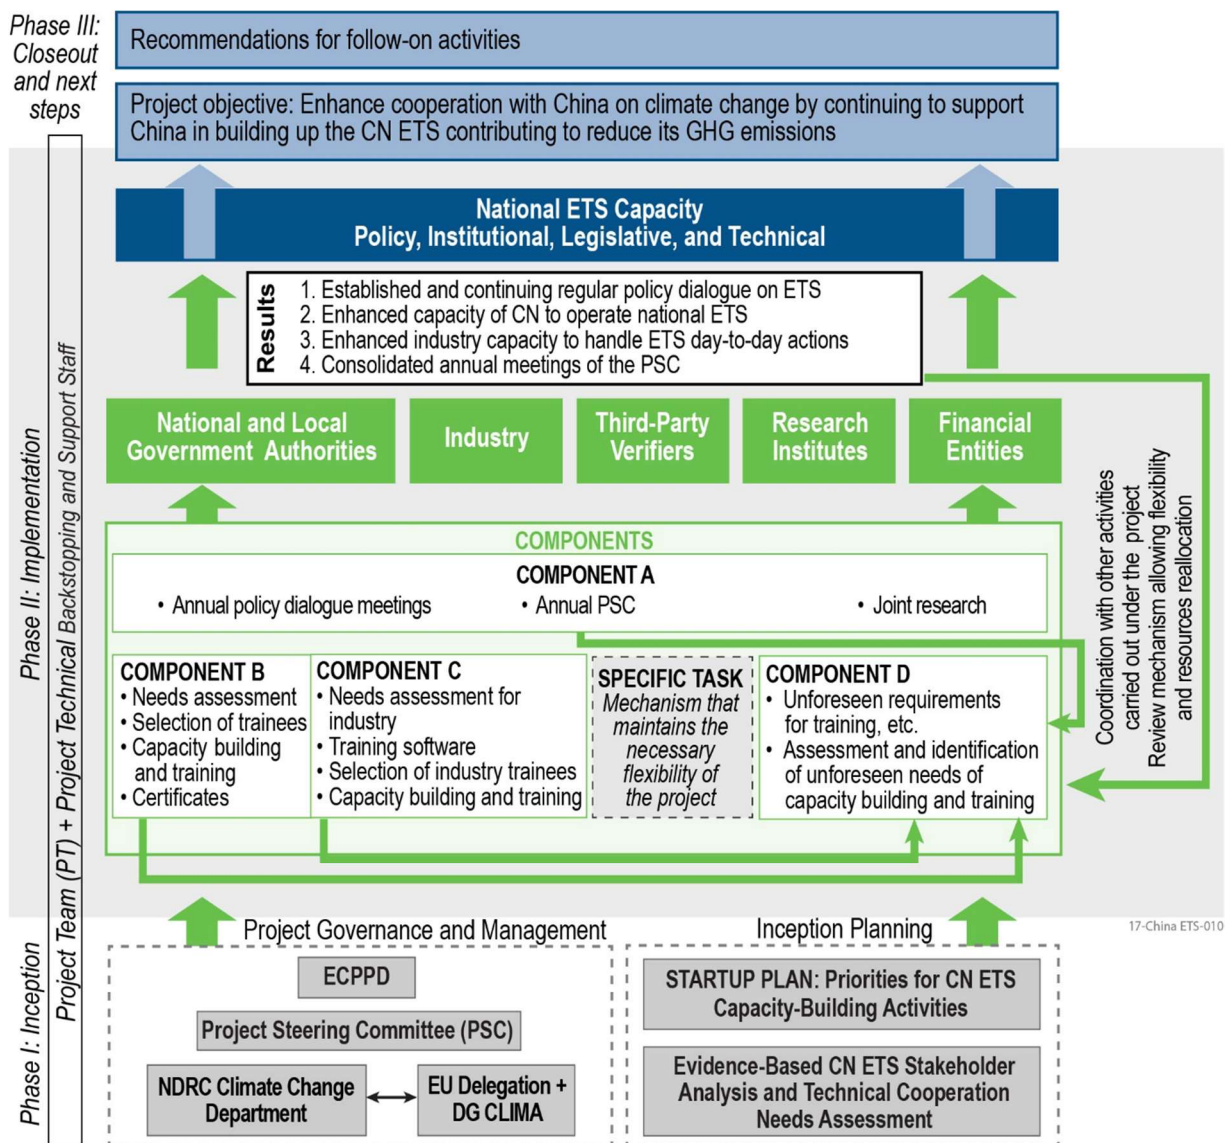 Phase III:
Closeout
and next
steps
Recommendations for follow-on activities
Project objective: Enhance cooperation with China on climate change by continuing to support
China in building up the CN ETS contributing to reduce its GHG emissions
National ETS Capacity
Policy, Institutional, Legislative, and Technical
Results
1. Established and continuing regular policy dialogue on ETS
2. Enhanced capacity of CN to operate national ETS
3. Enhanced industry capacity to handle ETS day-to-day actions
4. Consolidated annual meetings of the PSC
Phase II: Implementation
Project Team (PT) + Project Technical Backstopping and Support Staff
National and Local
Government Authorities
Industry
Third-Party
Verifiers
Research
Institutes
Financial
Entities
Coordination with other activities
carried out under the project
Review mechanism allowing flexibility
and resources reallocation
COMPONENTS
COMPONENT A
• Annual policy dialogue meetings
• Annual PSC
• Joint research
COMPONENT B
• Needs assessment
• Selection of trainees
• Capacity building
and training
• Certificates
COMPONENT C
• Needs assessment for
industry
• Training software
• Selection of industry trainees
• Capacity building and training
SPECIFIC TASK
Mechanism that
maintains the
necessary
flexibility of
the project
COMPONENT D
• Unforeseen requirements
for training, etc.
• Assessment and identification
of unforeseen needs of
capacity building and training
17-China ETS-010
Phase I: Inception
Project Governance and Management
ECPPD
Project Steering Committee (PSC)
NDRC Climate Change
Department
EU Delegation +
DG CLIMA
Inception Planning
STARTUP PLAN: Priorities for CN ETS
Capacity-Building Activities
Evidence-Based CN ETS Stakeholder
Analysis and Technical Cooperation
Needs Assessment